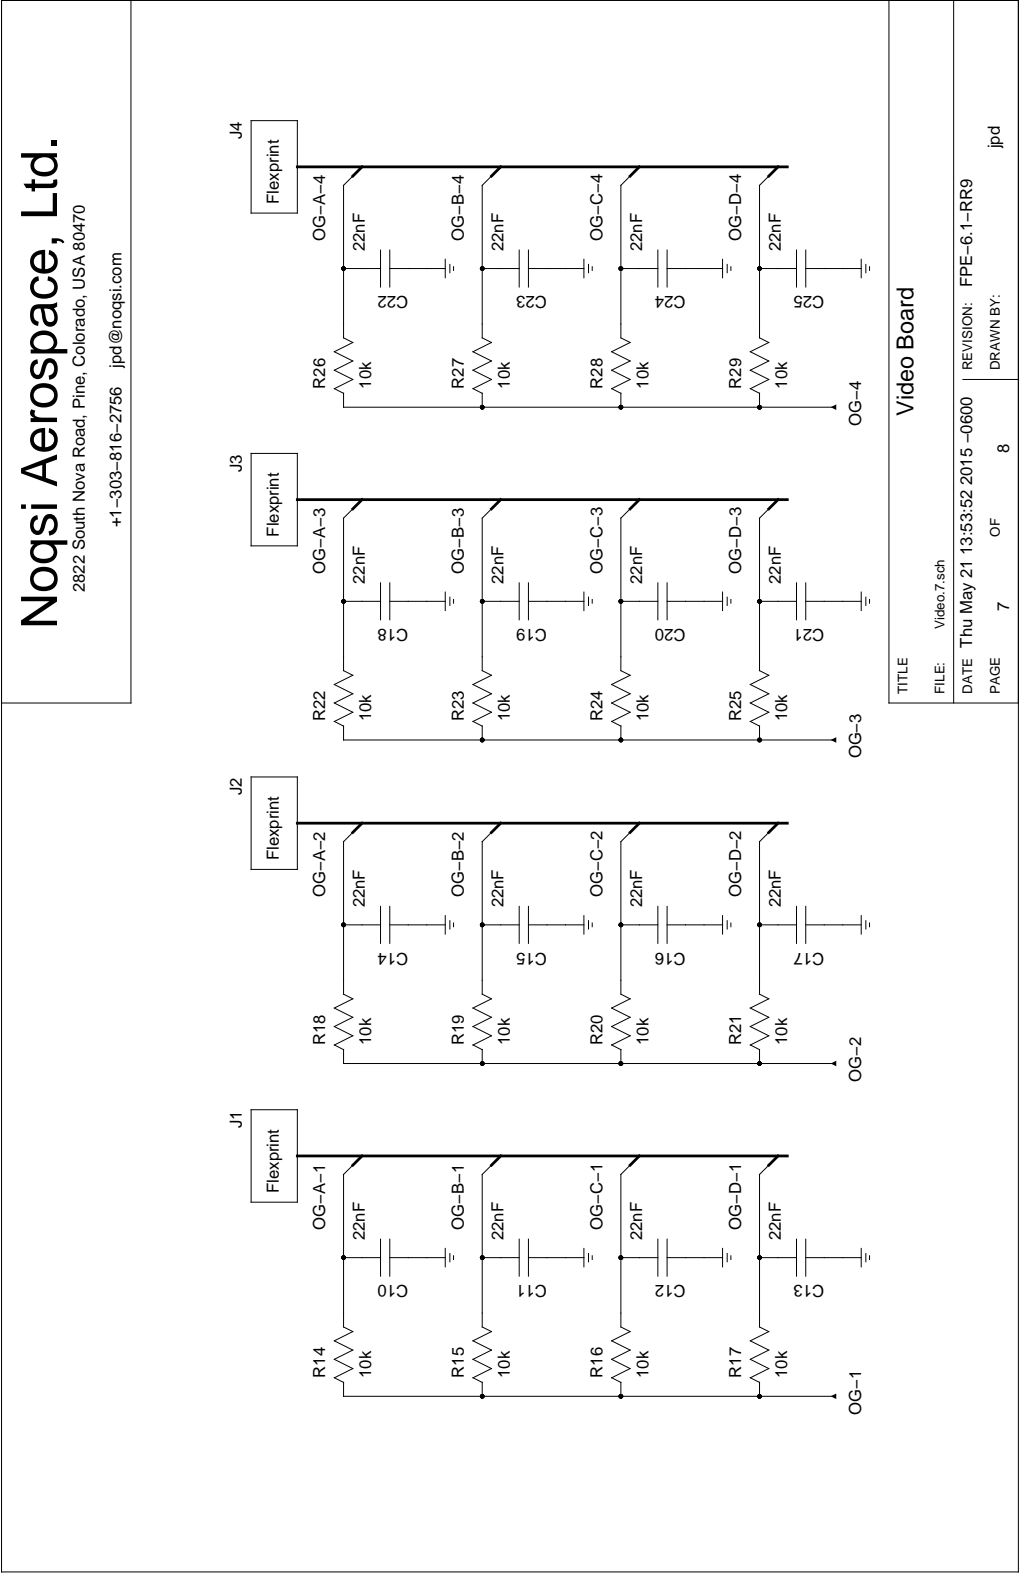 Noqsi Aerospace, Ltd.
2822 South Nova Road, Pine, Colorado, USA 80470
+1−303−816−2756 jpd@noqsi.com
J1
Flexprint
OG−A−1
R14
10k
C10
22nF
OG−B−1
R15
10k
C11
22nF
OG−C−1
R16
10k
C12
22nF
OG−D−1
R17
10k
C13
22nF
OG−1
J2
Flexprint
OG−A−2
R18
10k
C14
22nF
OG−B−2
R19
10k
C15
22nF
OG−C−2
R20
10k
C16
22nF
OG−D−2
R21
10k
C17
22nF
OG−2
J3
Flexprint
OG−A−3
R22
10k
C18
22nF
OG−B−3
R23
10k
C19
22nF
OG−C−3
R24
10k
C20
22nF
OG−D−3
R25
10k
C21
22nF
OG−3
J4
Flexprint
OG−A−4
R26
10k
C22
22nF
OG−B−4
R27
10k
C23
22nF
OG−C−4
R28
10k
C24
22nF
OG−D−4
R29
10k
C25
22nF
OG−4
TITLE
Video Board
FILE: Video.7.sch
DATE Thu May 21 13:53:52 2015 −0600 REVISION: FPE−6.1−RR9
PAGE 7 OF 8 DRAWN BY: jpd